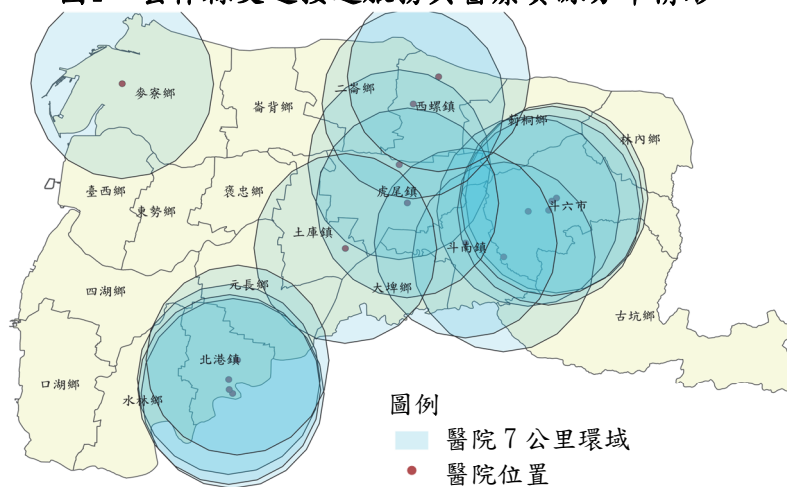 麥寮鄉
二崙鄉
崙背鄉
西螺鎮
莿桐鄉
林內鄉
臺西鄉
東勢鄉
褒忠鄉
虎尾鎮
斗六市
土庫鎮
斗南鎮
四湖鄉
元長鄉
大埤鄉
古坑鄉
北港鎮
口湖鄉
水林鄉
圖例
醫院 7 公里環域
醫院位置